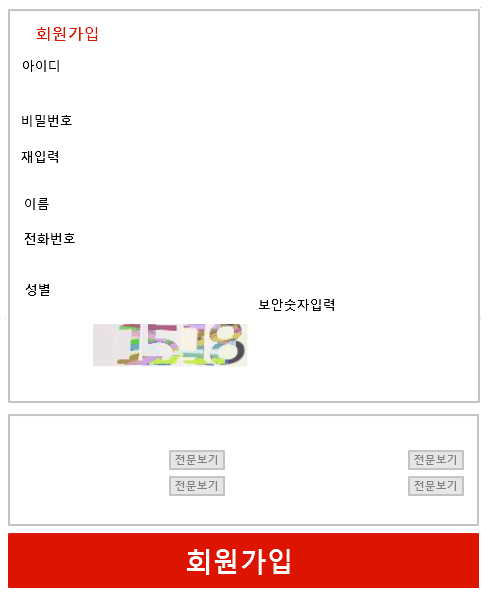 회원가입
아이디
비밀번호
재입력
이름
전화번호
성별
보안숫자입력
1518
전문보기 전문보기
전문보기 전문보기
회원가입